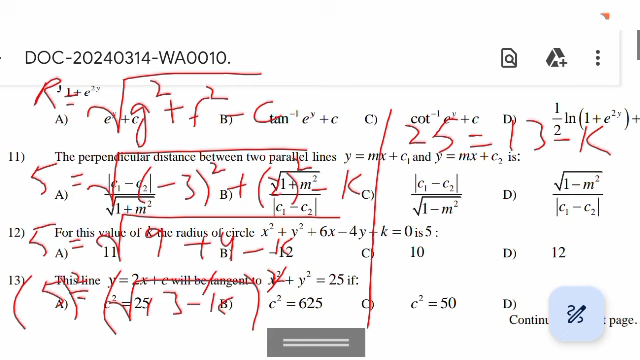 DOC-20240314-WA0010.
∫ 1 + e^{2y}
A) e^y + c B) tan⁻¹ e^y + c C) cot⁻¹ e^y + c D) 1/2 ln(1 + e^{2y}) +
R = √(g² + f² - c
25 = 13 - K
11) The perpendicular distance between two parallel lines y = mx + c₁ and y = mx + c₂ is:
A) |c₁ - c₂| / √(1 + m²) B) √(1 + m²) / |c₁ - c₂| C) |c₁ - c₂| / √(1 - m²) D) √(1 - m²) / |c₁ - c₂|
5 = √((-3)² + (2)² - K
12) For this value of k the radius of circle x² + y² + 6x - 4y + k = 0 is 5 :
A) 11 B) -12 C) 10 D) 12
5 = √(9 + 4 - K
13) This line y = 2x + c will be tangent to x² + y² = 25 if:
A) c² = 25 B) c² = 625 C) c² = 50 D)
(5)² = (√(13 - K))²
Continu page.